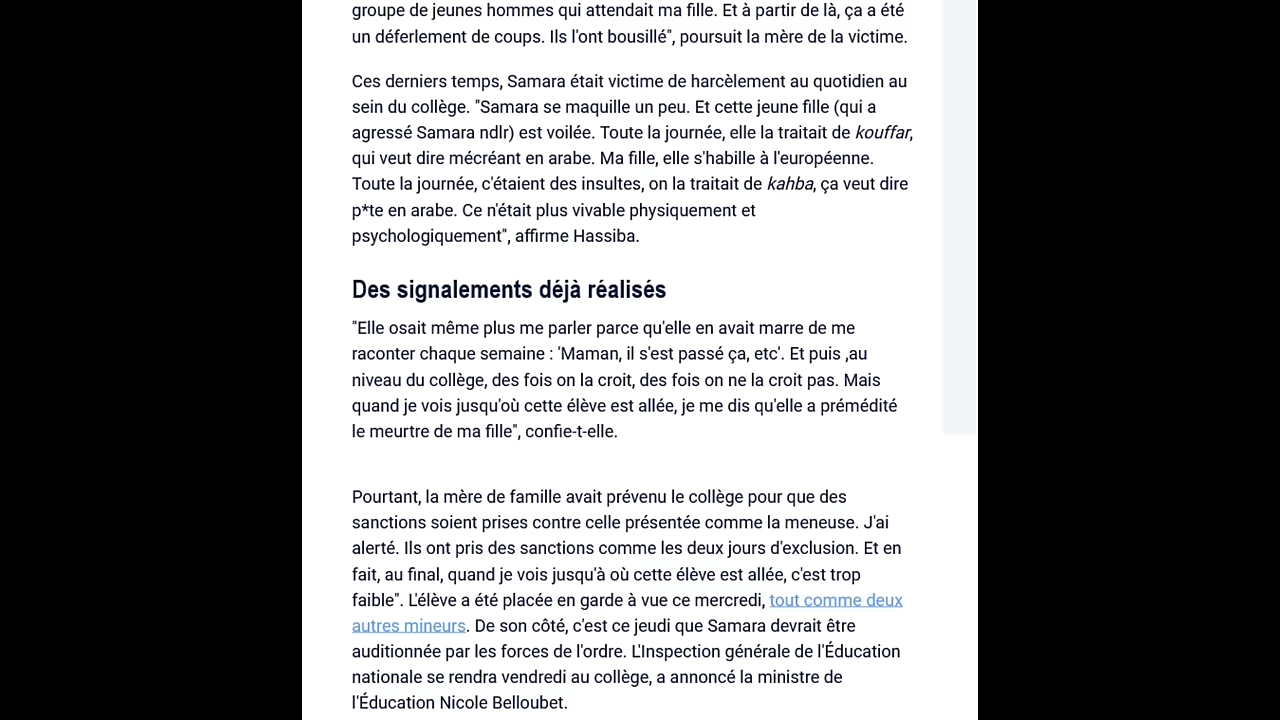 groupe de jeunes hommes qui attendait ma fille. Et à partir de là, ça a été
un déferlement de coups. Ils l'ont bousillé", poursuit la mère de la victime.
Ces derniers temps, Samara était victime de harcèlement au quotidien au
sein du collège. "Samara se maquille un peu. Et cette jeune fille (qui a
agressé Samara ndlr) est voilée. Toute la journée, elle la traitait de kouffar,
qui veut dire mécréant en arabe. Ma fille, elle s'habille à l'européenne.
Toute la journée, c'étaient des insultes, on la traitait de kahba, ça veut dire
p*te en arabe. Ce n'était plus vivable physiquement et
psychologiquement", affirme Hassiba.
Des signalements déjà réalisés
"Elle osait même plus me parler parce qu'elle en avait marre de me
raconter chaque semaine : 'Maman, il s'est passé ça, etc'. Et puis ,au
niveau du collège, des fois on la croit, des fois on ne la croit pas. Mais
quand je vois jusqu'où cette élève est allée, je me dis qu'elle a prémédité
le meurtre de ma fille", confie-t-elle.
Pourtant, la mère de famille avait prévenu le collège pour que des
sanctions soient prises contre celle présentée comme la meneuse. J'ai
alerté. Ils ont pris des sanctions comme les deux jours d'exclusion. Et en
fait, au final, quand je vois jusqu'à où cette élève est allée, c'est trop
faible". L'élève a été placée en garde à vue ce mercredi, tout comme deux
autres mineurs. De son côté, c'est ce jeudi que Samara devrait être
auditionnée par les forces de l'ordre. L'Inspection générale de l'Éducation
nationale se rendra vendredi au collège, a annoncé la ministre de
l'Éducation Nicole Belloubet.